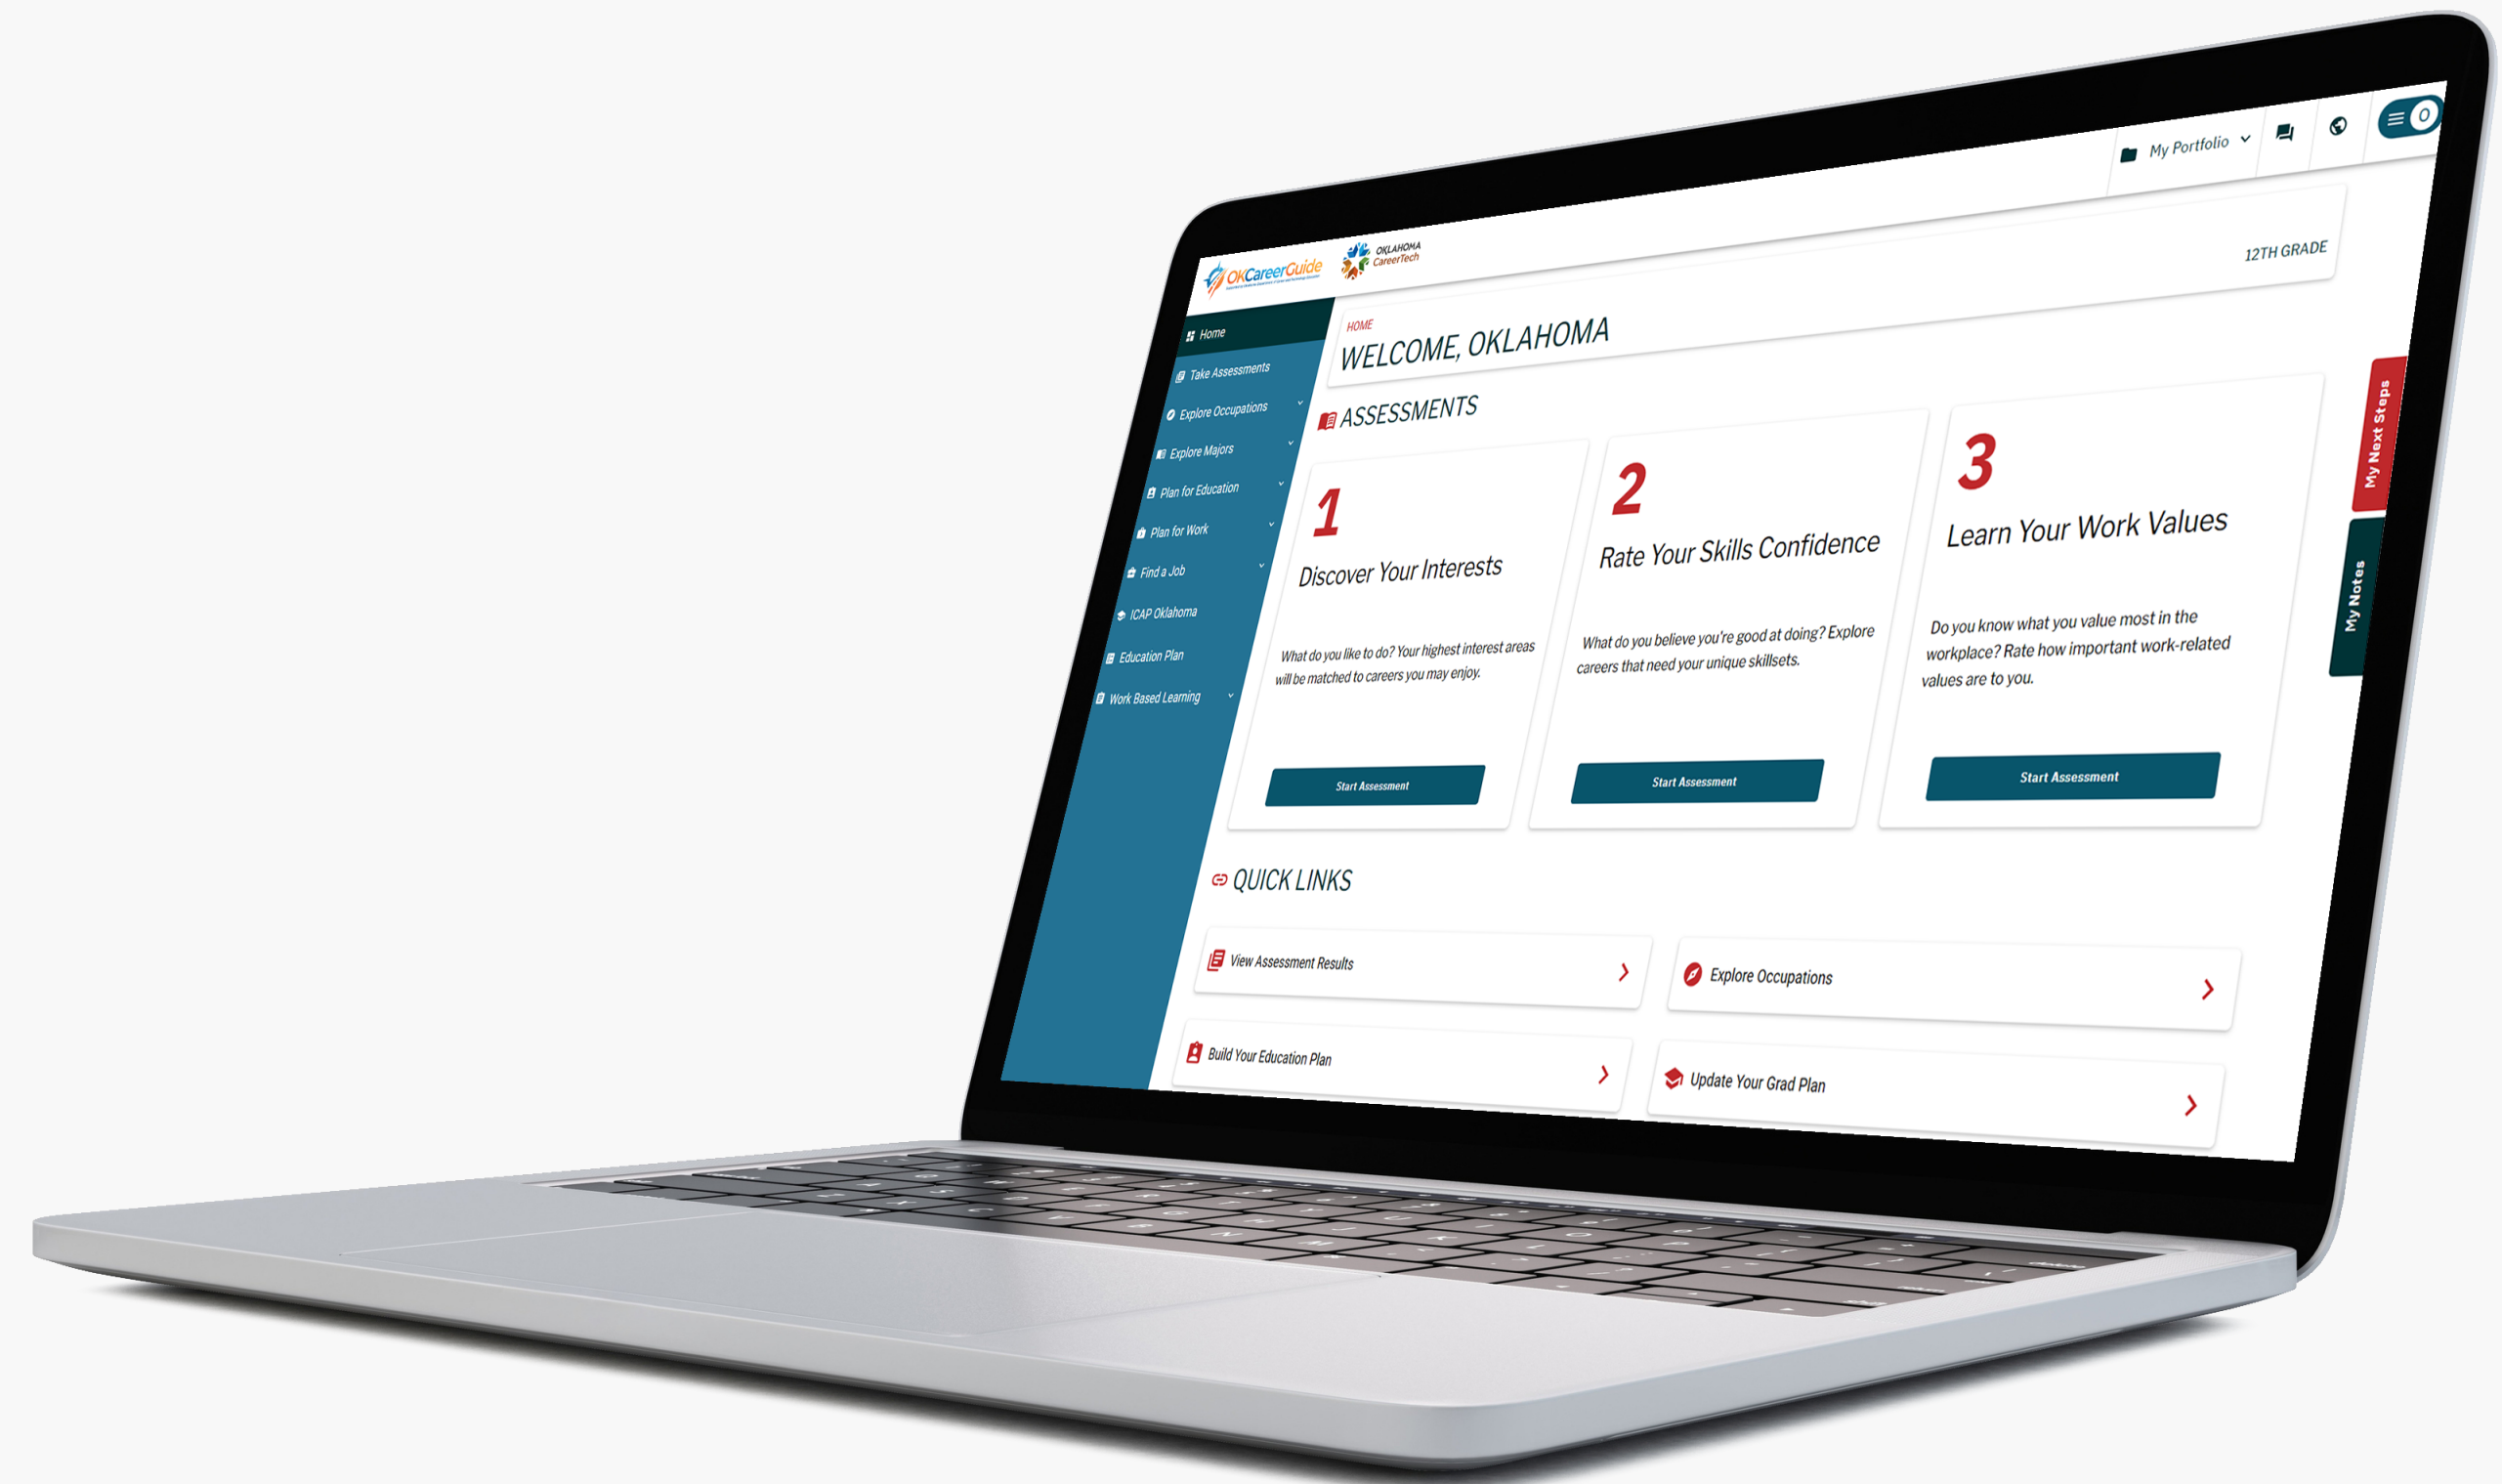 My Portfolio
O
OKCareerGuide
OKLAHOMA
CareerTech
12TH GRADE
Home
Take Assessments
Explore Occupations
Explore Majors
Plan for Education
Plan for Work
Find a Job
ICAP Oklahoma
Education Plan
Work Based Learning
HOME
WELCOME, OKLAHOMA
ASSESSMENTS
1
Discover Your Interests
What do you like to do? Your highest interest areas
will be matched to careers you may enjoy.
Start Assessment
2
Rate Your Skills Confidence
What do you believe you're good at doing? Explore
careers that need your unique skillsets.
Start Assessment
3
Learn Your Work Values
Do you know what you value most in the
workplace? Rate how important work-related
values are to you.
Start Assessment
My Next Steps
My Notes
QUICK LINKS
View Assessment Results
Explore Occupations
Build Your Education Plan
Update Your Grad Plan